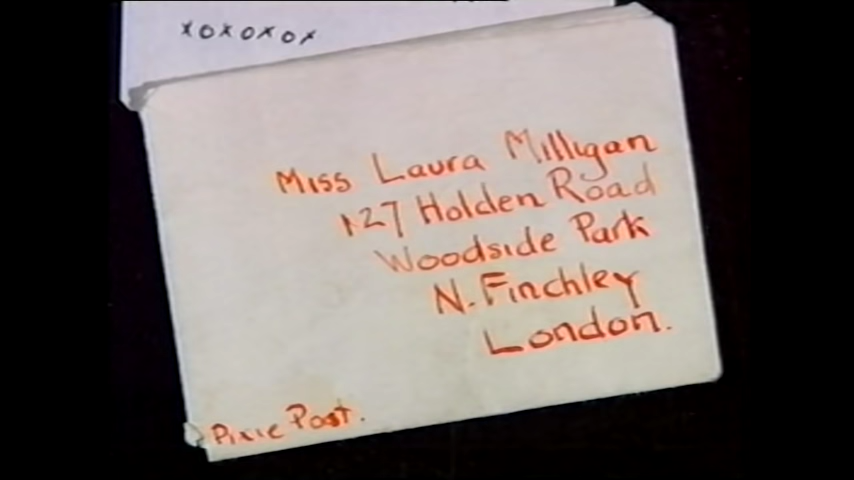 xoxoxox
Miss Laura Milligan
127 Holden Road
Woodside Park
N. Finchley
London.
Pixie Post.